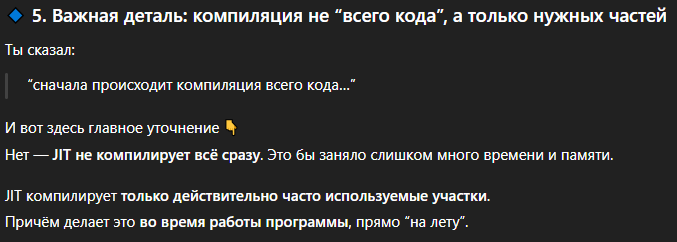 🔹 5. Важная деталь: компиляция не “всего кода”, а только нужных частей
Ты сказал:
“сначала происходит компиляция всего кода…”
И вот здесь главное уточнение 👇
Нет — JIT не компилирует всё сразу. Это бы заняло слишком много времени и памяти.
JIT компилирует только действительно часто используемые участки.
Причём делает это во время работы программы, прямо “на лету”.